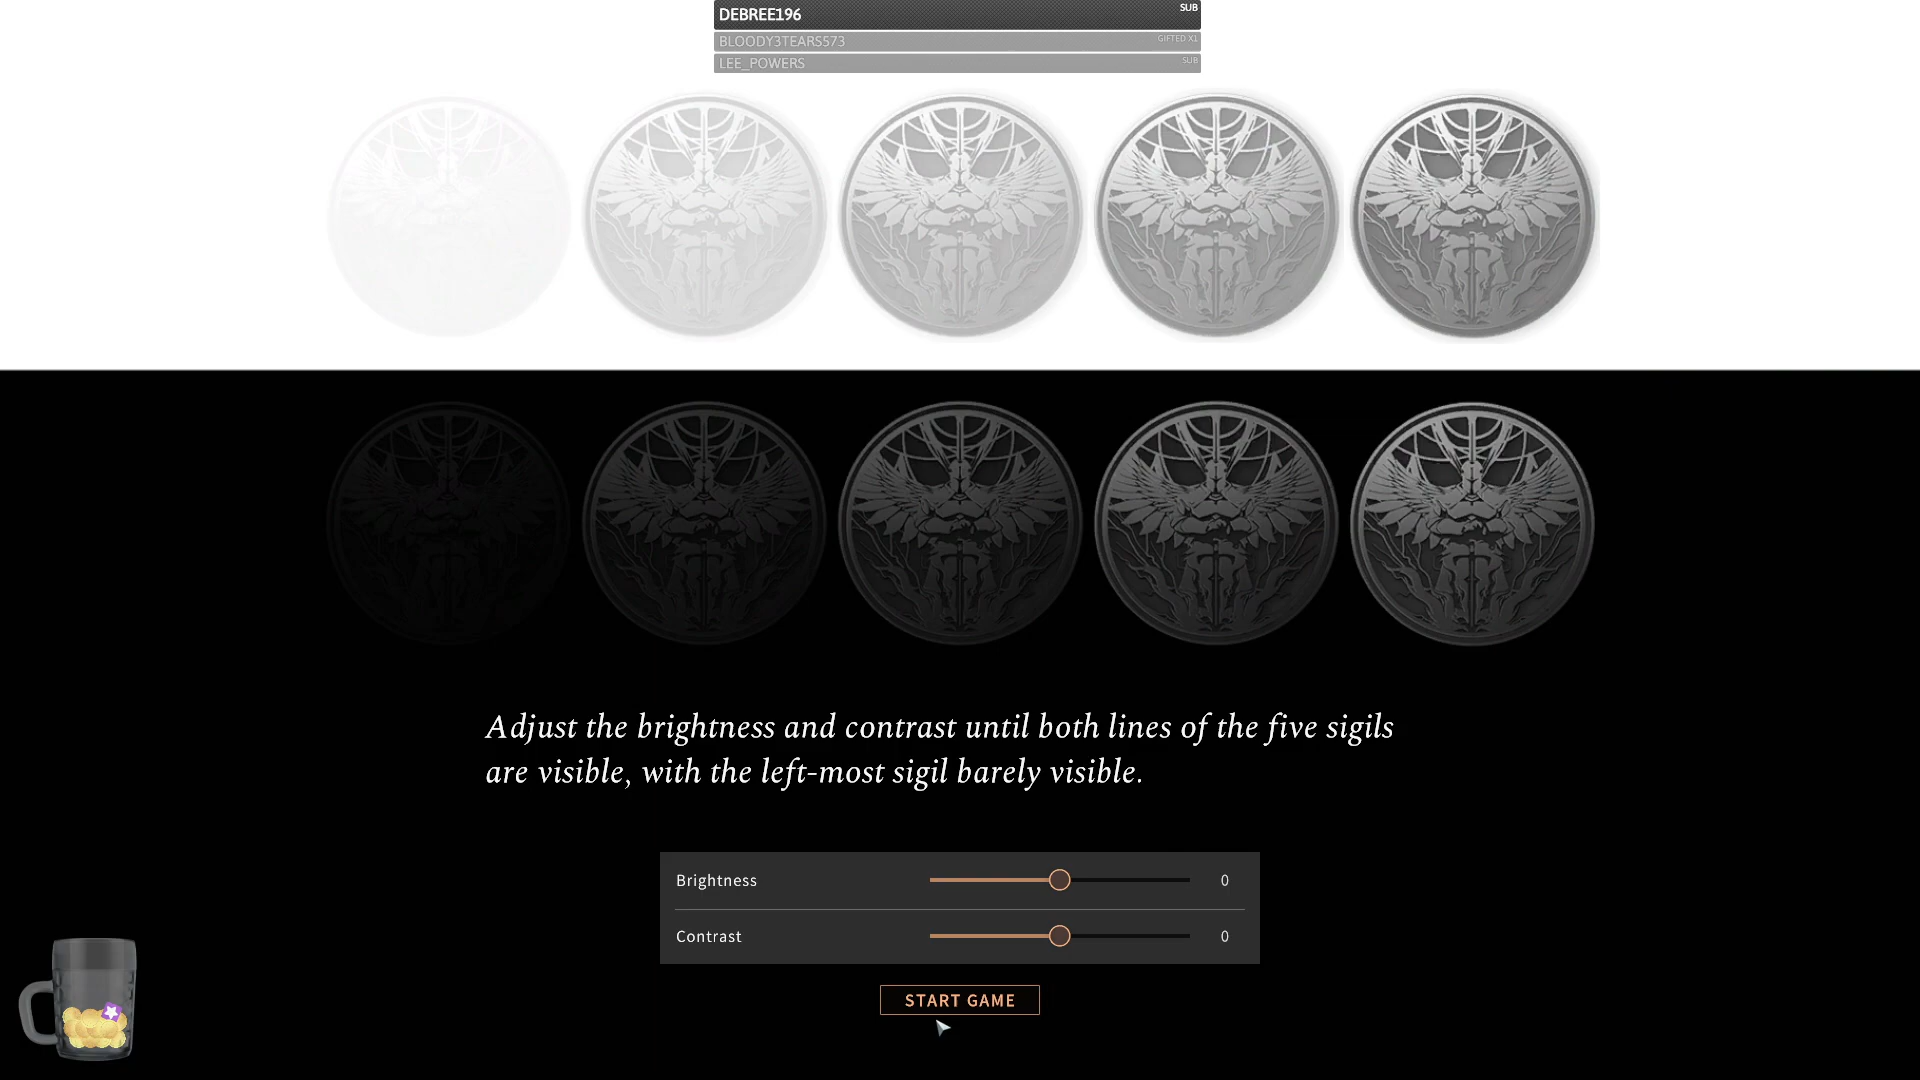 DEBREE196 SUB
BLOODY3TEARS573 GIFTED X1
LEE_POWERS SUB
Adjust the brightness and contrast until both lines of the five sigils
are visible, with the left-most sigil barely visible.
Brightness 0
Contrast 0
START GAME